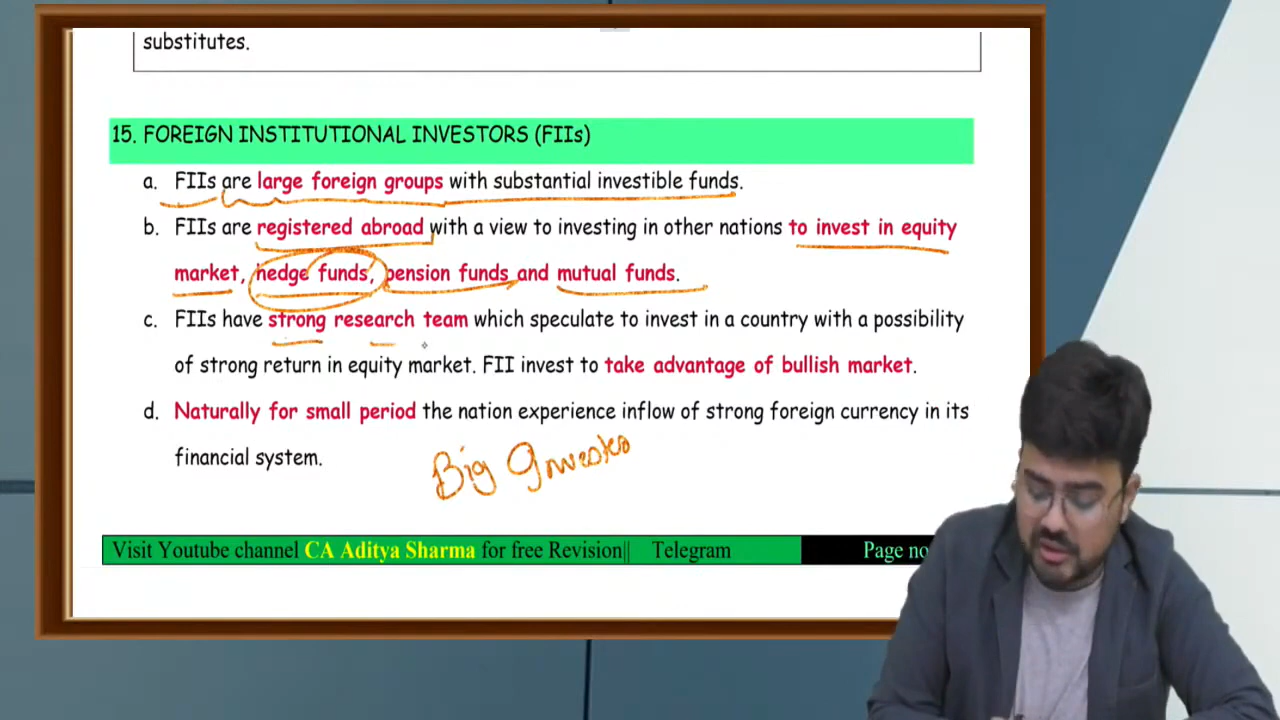 substitutes.
15. FOREIGN INSTITUTIONAL INVESTORS (FIIs)
a. FIIs are large foreign groups with substantial investible funds.
b. FIIs are registered abroad with a view to investing in other nations to invest in equity
market, hedge funds, pension funds and mutual funds.
c. FIIs have strong research team which speculate to invest in a country with a possibility
of strong return in equity market. FII invest to take advantage of bullish market.
d. Naturally for small period the nation experience inflow of strong foreign currency in its
financial system.
Big
Visit Youtube channel CA Aditya Sharma for free Revision|| Telegram Page no